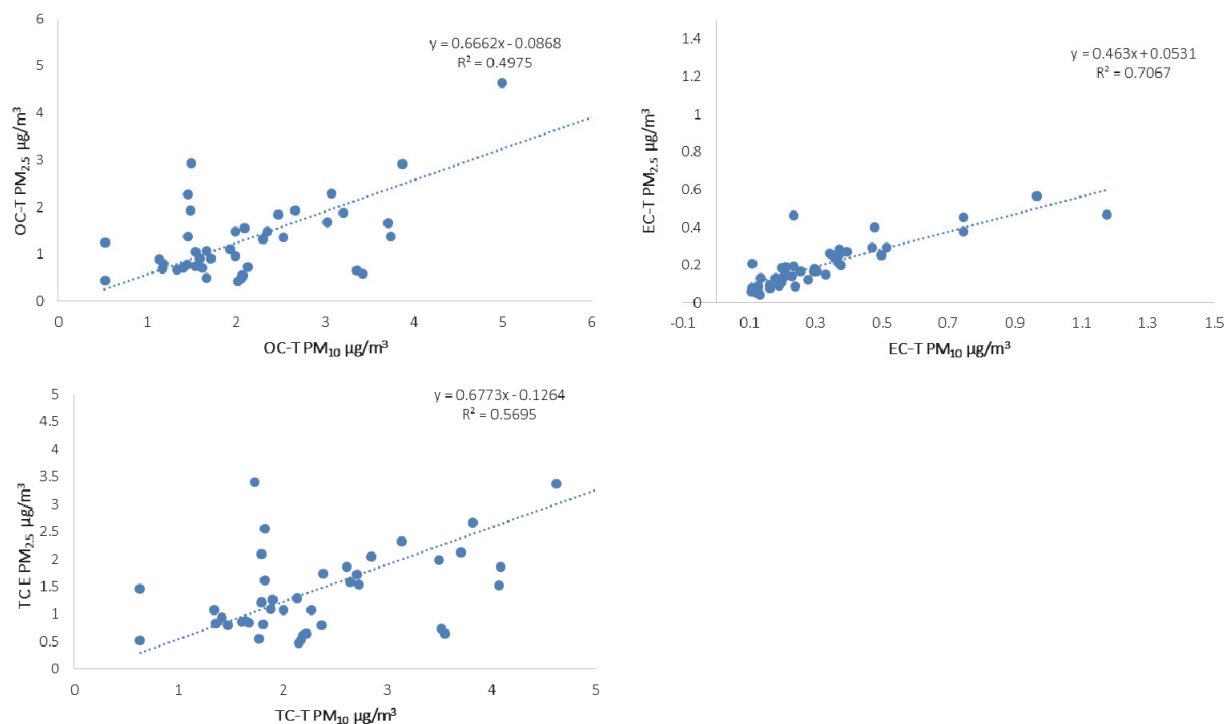 6
5
4
3
2
1
0
OC-T PM₂.₅ µg/m³
y = 0.6662x - 0.0868
R² = 0.4975
0 1 2 3 4 5 6
OC-T PM₁₀ µg/m³
1.4
1.2
1
0.8
0.6
0.4
0.2
0
EC-T PM₂.₅ µg/m³
y = 0.463x + 0.0531
R² = 0.7067
-0.1 0.1 0.3 0.5 0.7 0.9 1.1 1.3 1.5
EC-T PM₁₀ µg/m³
5
4.5
4
3.5
3
2.5
2
1.5
1
0.5
0
TC E PM₂.₅ µg/m³
y = 0.6773x - 0.1264
R² = 0.5695
0 1 2 3 4 5
TC-T PM₁₀ µg/m³